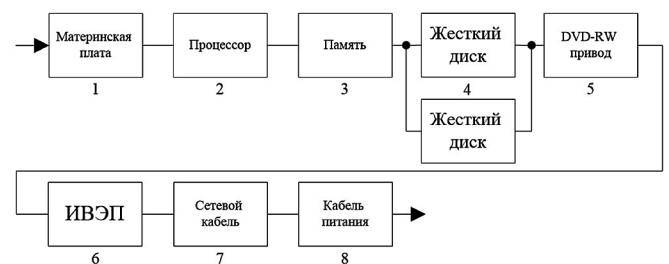 Материнская
плата
Процессор
Память
Жесткий
диск
DVD-RW
привод
1
2
3
4
5
Жесткий
диск
ИВЭП
Сетевой
кабель
Кабель
питания
6
7
8